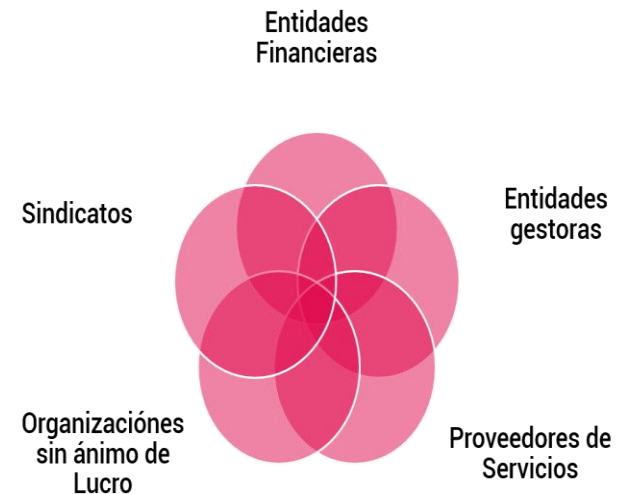 Entidades
Financieras
Sindicatos
Entidades
gestoras
Organizaciónes
sin ánimo de
Lucro
Proveedores de
Servicios